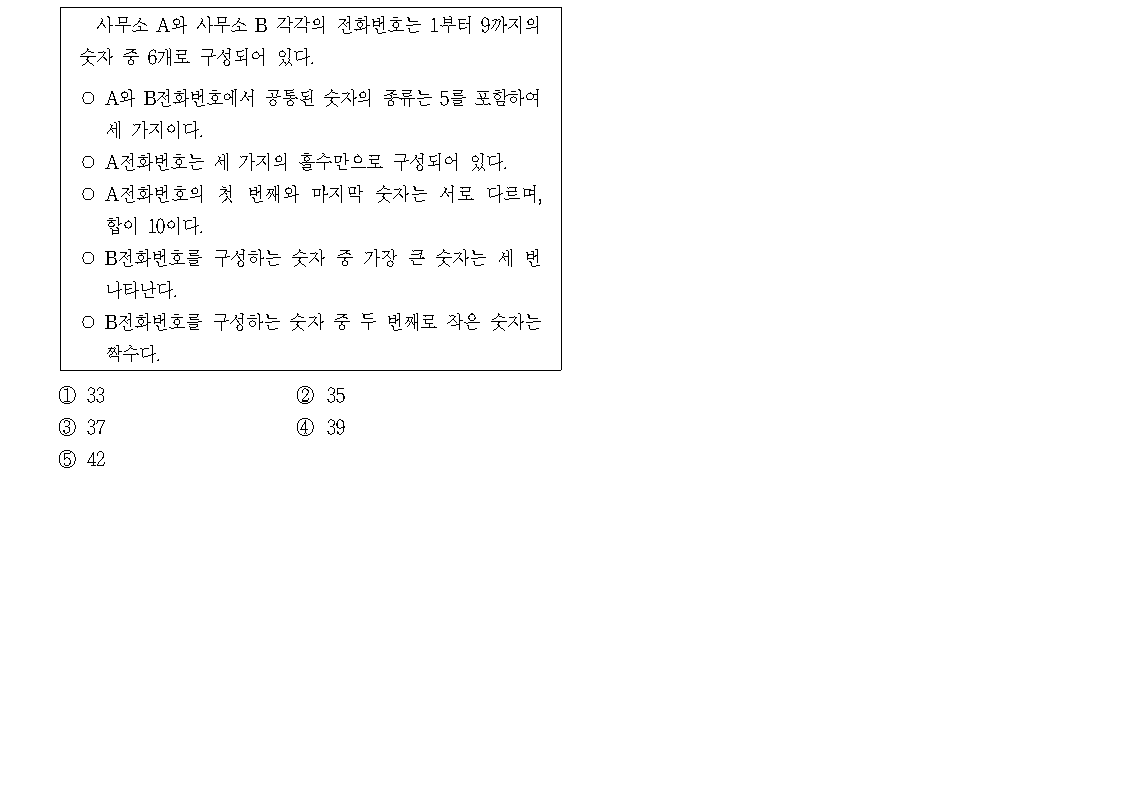 사무소 A와 사무소 B 각각의 전화번호는 1부터 9까지의
숫자 중 6개로 구성되어 있다.
○ A와 B전화번호에서 공통된 숫자의 종류는 5를 포함하여
세 가지이다.
○ A전화번호는 세 가지의 홀수만으로 구성되어 있다.
○ A전화번호의 첫 번째와 마지막 숫자는 서로 다르며,
합이 10이다.
○ B전화번호를 구성하는 숫자 중 가장 큰 숫자는 세 번
나타난다.
○ B전화번호를 구성하는 숫자 중 두 번째로 작은 숫자는
짝수다.
① 33 ② 35
③ 37 ④ 39
⑤ 42